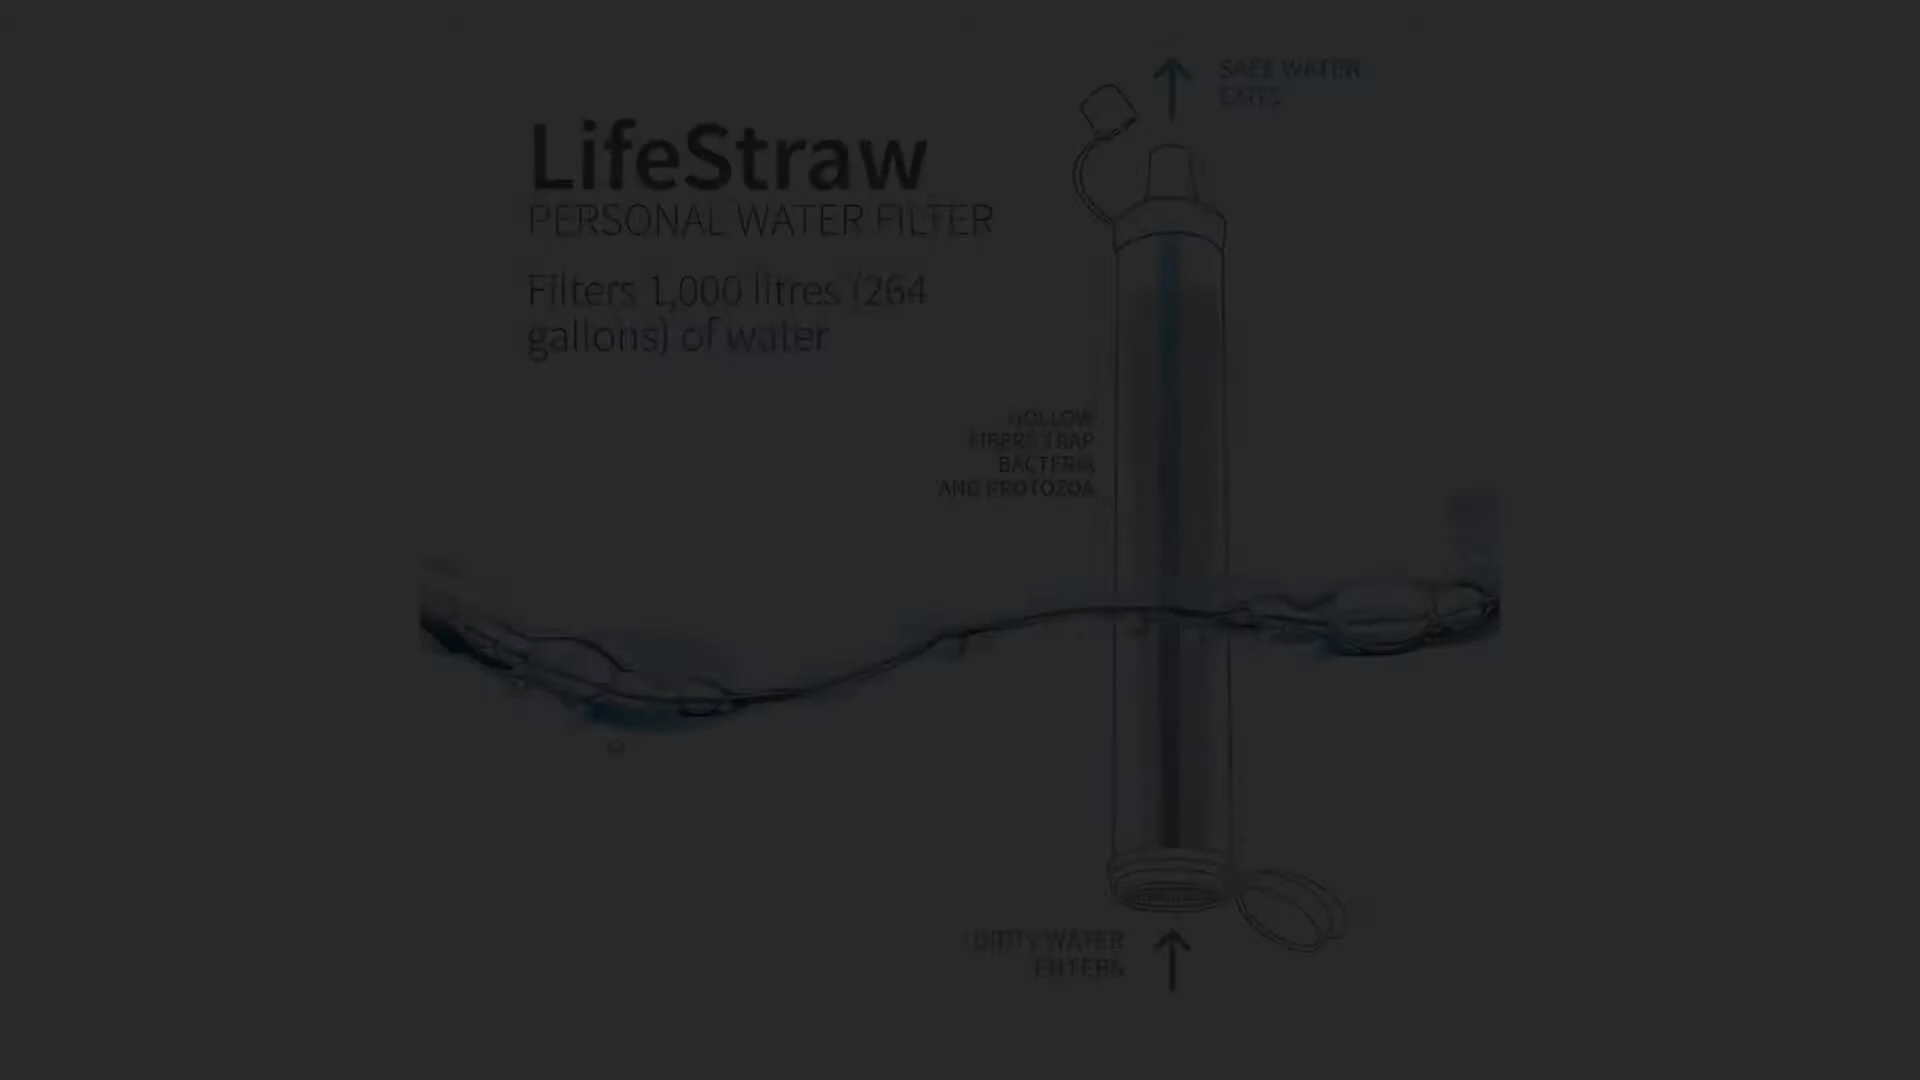 SAFE WATER
EXITS
LifeStraw
PERSONAL WATER FILTER
Filters 1,000 litres (264
gallons) of water
HOLLOW
FIBERS TRAP
BACTERIA
AND PROTOZOA
DIRTY WATER
ENTERS